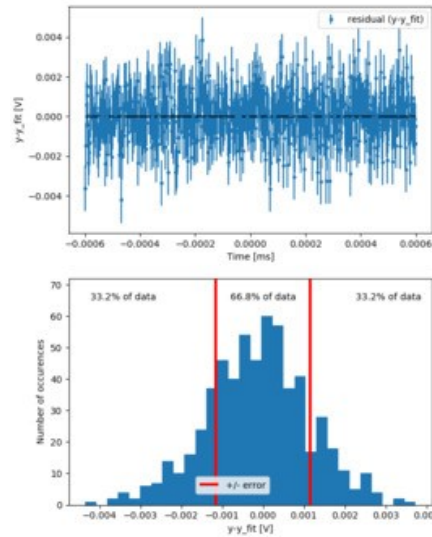 residual (y-y_fit)
0.004
0.002
0.000
−0.002
−0.004
y-y_fit [V]
−0.0006 −0.0004 −0.0002 0.0000 0.0002 0.0004 0.0006
Time [ms]
70
60
50
40
30
20
10
0
Number of occurences
33.2% of data 66.8% of data 33.2% of data
+/- error
−0.004 −0.003 −0.002 −0.001 0.000 0.001 0.002 0.003
y-y_fit [V]